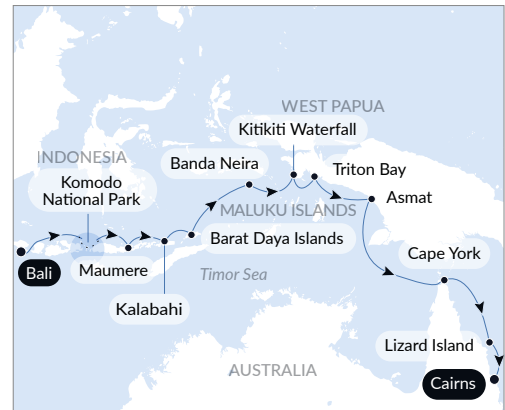 WEST PAPUA
Kitikiti Waterfall
INDONESIA
Komodo
National Park
Banda Neira
Triton Bay
Asmat
MALUKU ISLANDS
Barat Daya Islands
Bali
Maumere
Timor Sea
Cape York
Kalabahi
Lizard Island
AUSTRALIA
Cairns